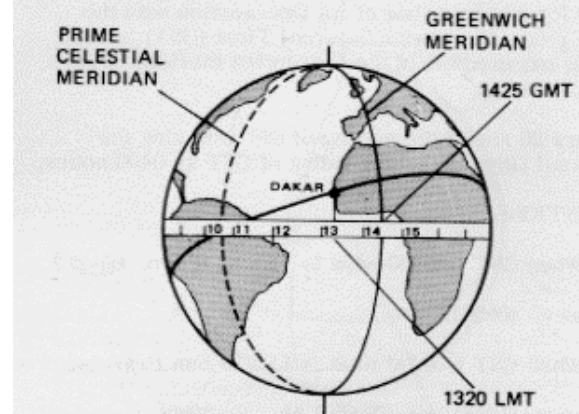 PRIME
CELESTIAL
MERIDIAN
GREENWICH
MERIDIAN
1425 GMT
DAKAR
10 11 12 13 14 15
1320 LMT